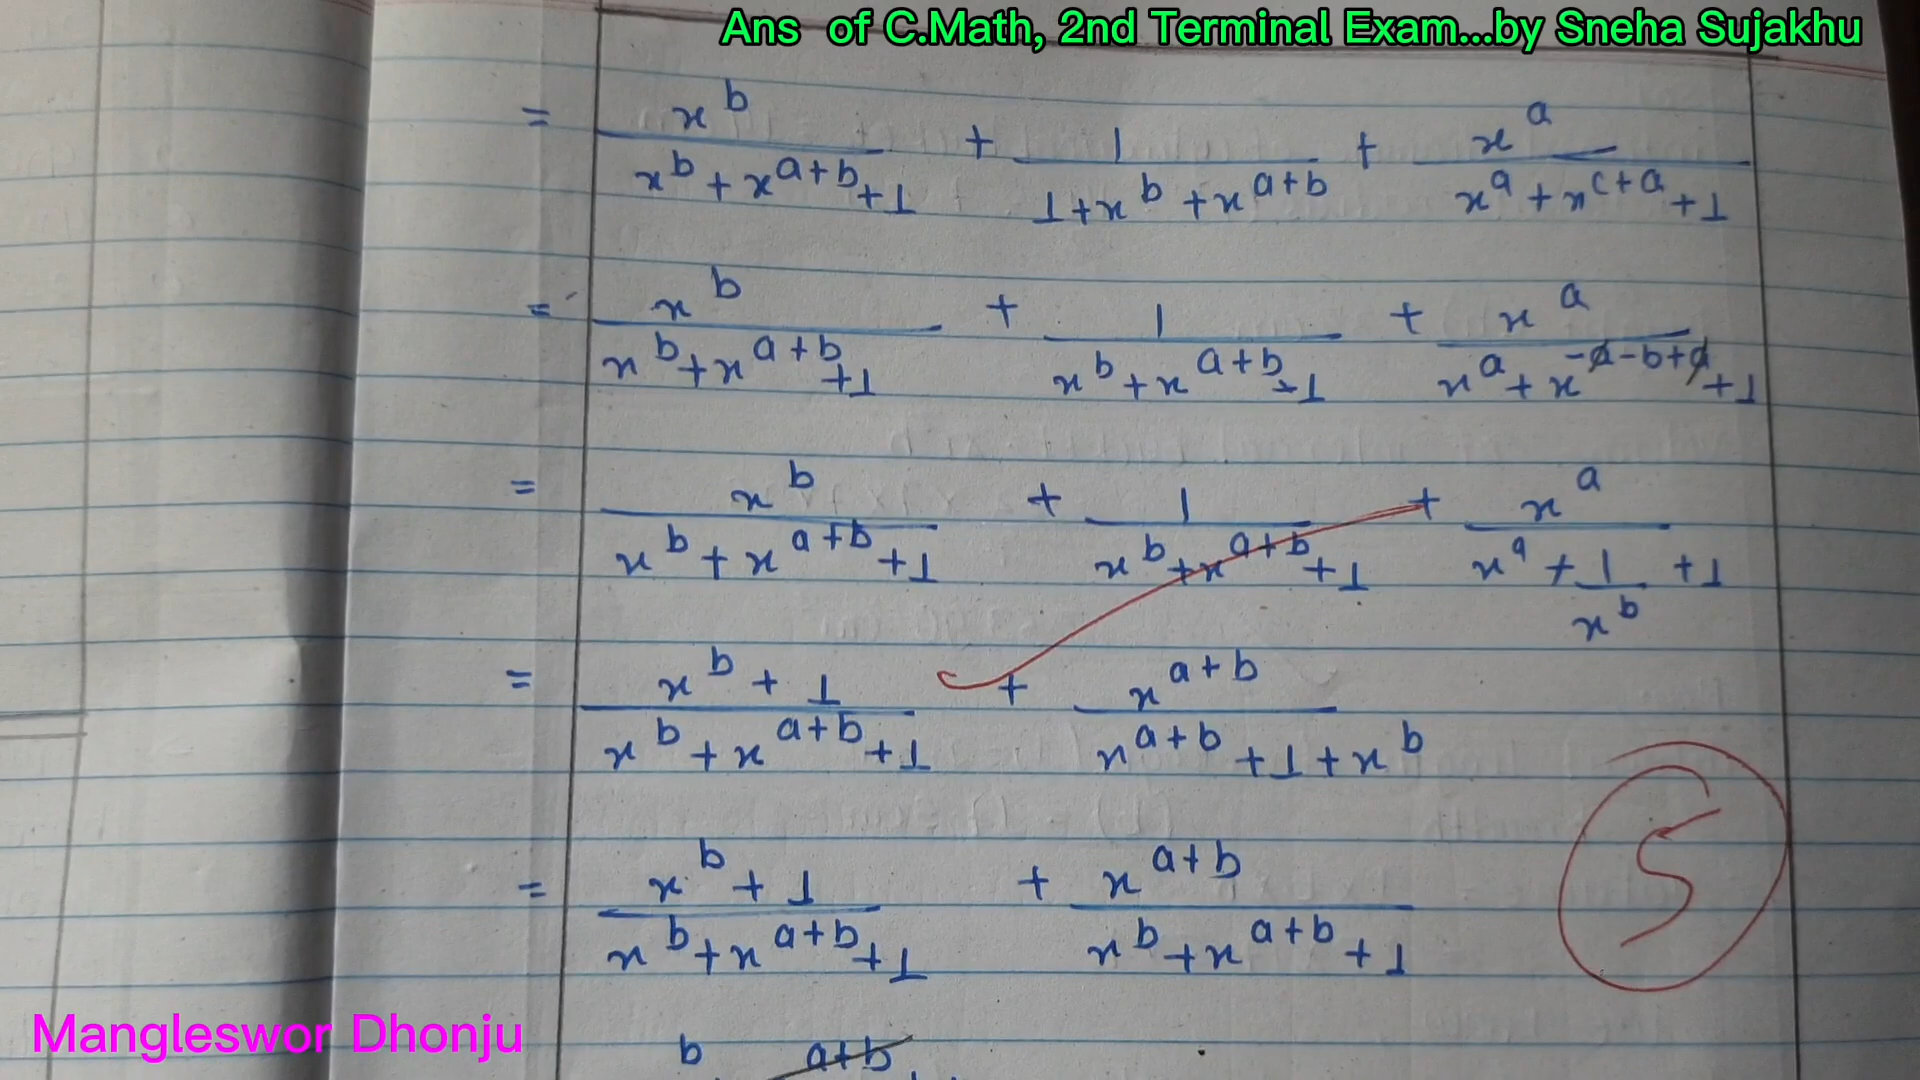 Ans of C.Math, 2nd Terminal Exam...by Sneha Sujakhu
= x^b / (x^b + x^(a+b) + 1) + 1 / (1 + x^b + x^(a+b)) + x^a / (x^a + x^(c+a) + 1)
= x^b / (x^b + x^(a+b) + 1) + 1 / (x^b + x^(a+b) + 1) + x^a / (x^a + x^(-a-b+a) + 1)
= x^b / (x^b + x^(a+b) + 1) + 1 / (x^b + x^(a+b) + 1) + x^a / (x^a + 1/x^b + 1)
= (x^b + 1) / (x^b + x^(a+b) + 1) + x^(a+b) / (x^(a+b) + 1 + x^b)
= (x^b + 1) / (x^b + x^(a+b) + 1) + x^(a+b) / (x^b + x^(a+b) + 1)
5
Mangleswor Dhonju
b a+b